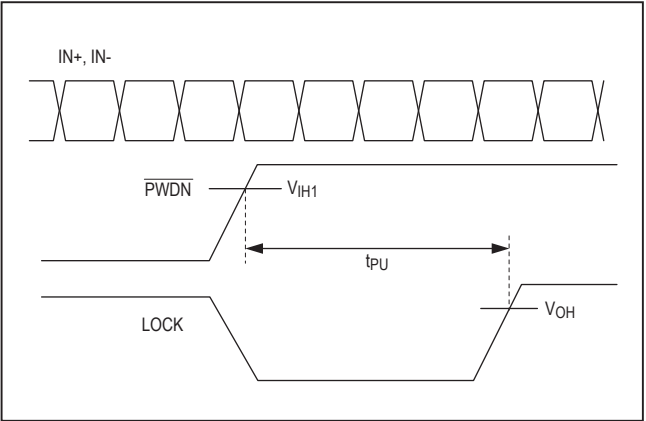 IN+, IN-
PWDN
VIH1
tPU
LOCK
VOH